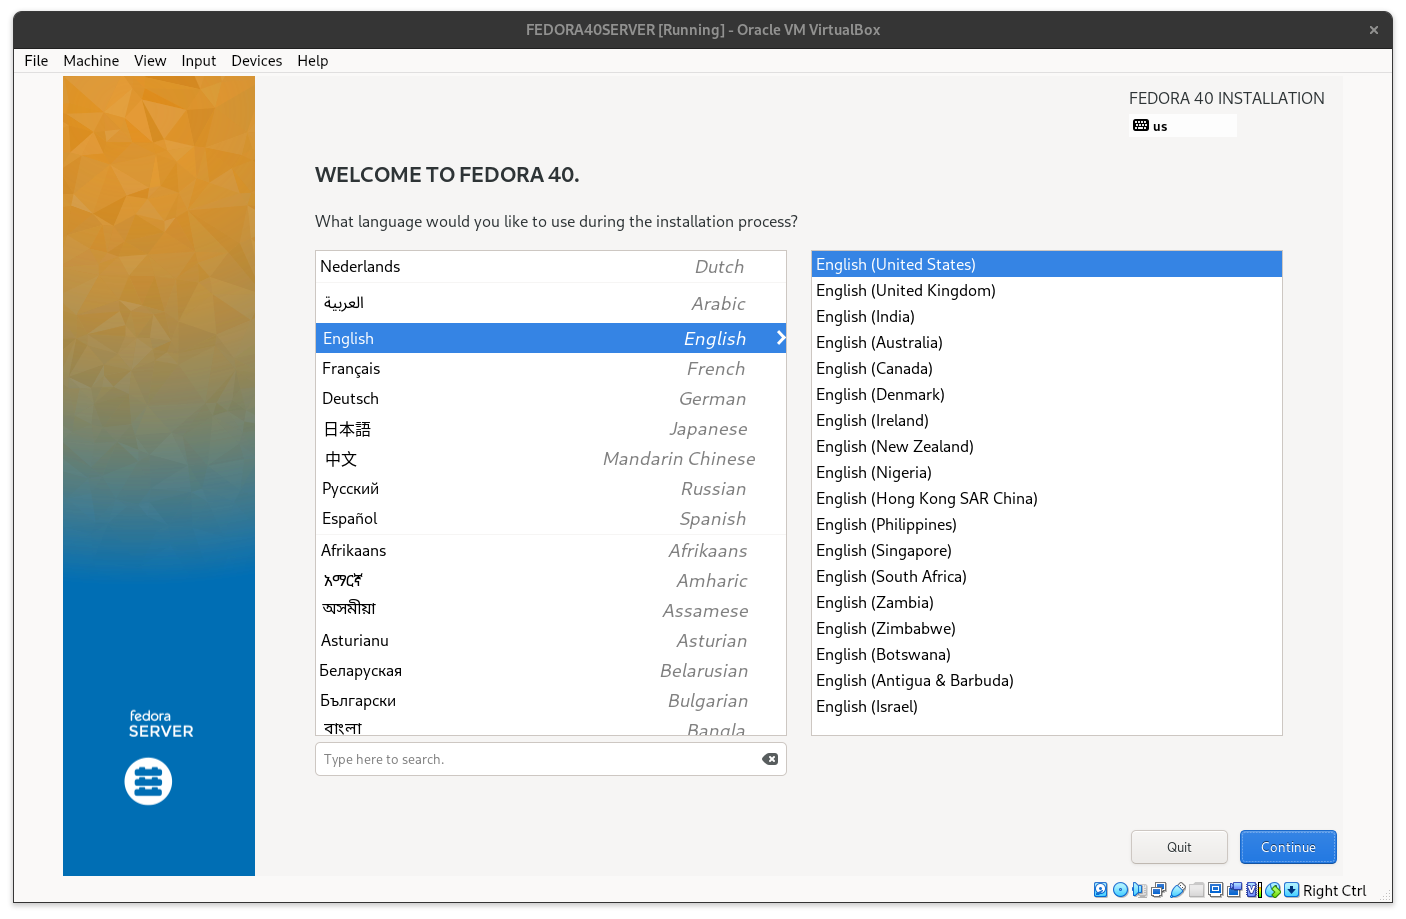 FEDORA40SERVER [Running] - Oracle VM VirtualBox
File Machine View Input Devices Help
FEDORA 40 INSTALLATION
us
WELCOME TO FEDORA 40.
What language would you like to use during the installation process?
Nederlands Dutch
العربية Arabic
English English
Français French
Deutsch German
日本語 Japanese
中文 Mandarin Chinese
Русский Russian
Español Spanish
Afrikaans Afrikaans
አማርኛ Amharic
অসমীয়া Assamese
Asturianu Asturian
Беларуская Belarusian
Български Bulgarian
বাংলা Bangla
Type here to search.
English (United States)
English (United Kingdom)
English (India)
English (Australia)
English (Canada)
English (Denmark)
English (Ireland)
English (New Zealand)
English (Nigeria)
English (Hong Kong SAR China)
English (Philippines)
English (Singapore)
English (South Africa)
English (Zambia)
English (Zimbabwe)
English (Botswana)
English (Antigua & Barbuda)
English (Israel)
fedora
SERVER
Quit Continue
Right Ctrl